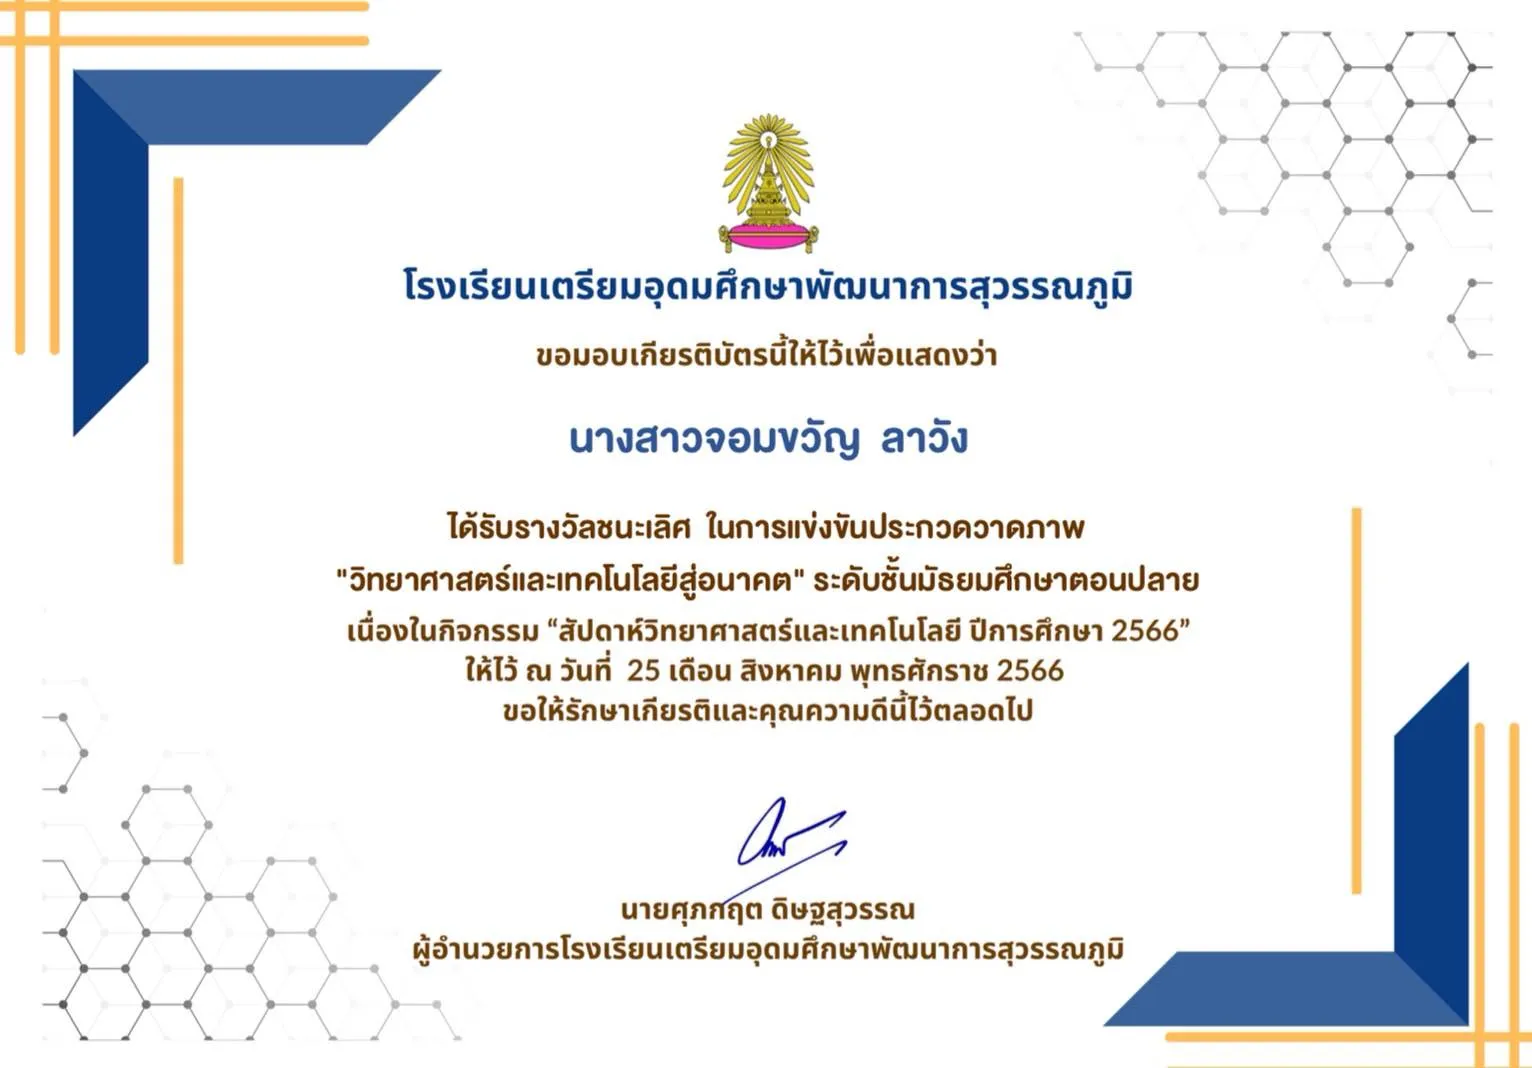 โรงเรียนเตรียมอุดมศึกษาพัฒนาการสุวรรณภูมิ
ขอมอบเกียรติบัตรนี้ให้ไว้เพื่อแสดงว่า
นางสาวจอมขวัญ ลาวัง
ได้รับรางวัลชนะเลิศ ในการแข่งขันประกวดวาดภาพ
"วิทยาศาสตร์และเทคโนโลยีสู่อนาคต" ระดับชั้นมัธยมศึกษาตอนปลาย
เนื่องในกิจกรรม “สัปดาห์วิทยาศาสตร์และเทคโนโลยี ปีการศึกษา 2566”
ให้ไว้ ณ วันที่ 25 เดือน สิงหาคม พุทธศักราช 2566
ขอให้รักษาเกียรติและคุณความดีนี้ไว้ตลอดไป
นายศุภกฤต ดิษฐสุวรรณ
ผู้อำนวยการโรงเรียนเตรียมอุดมศึกษาพัฒนาการสุวรรณภูมิ